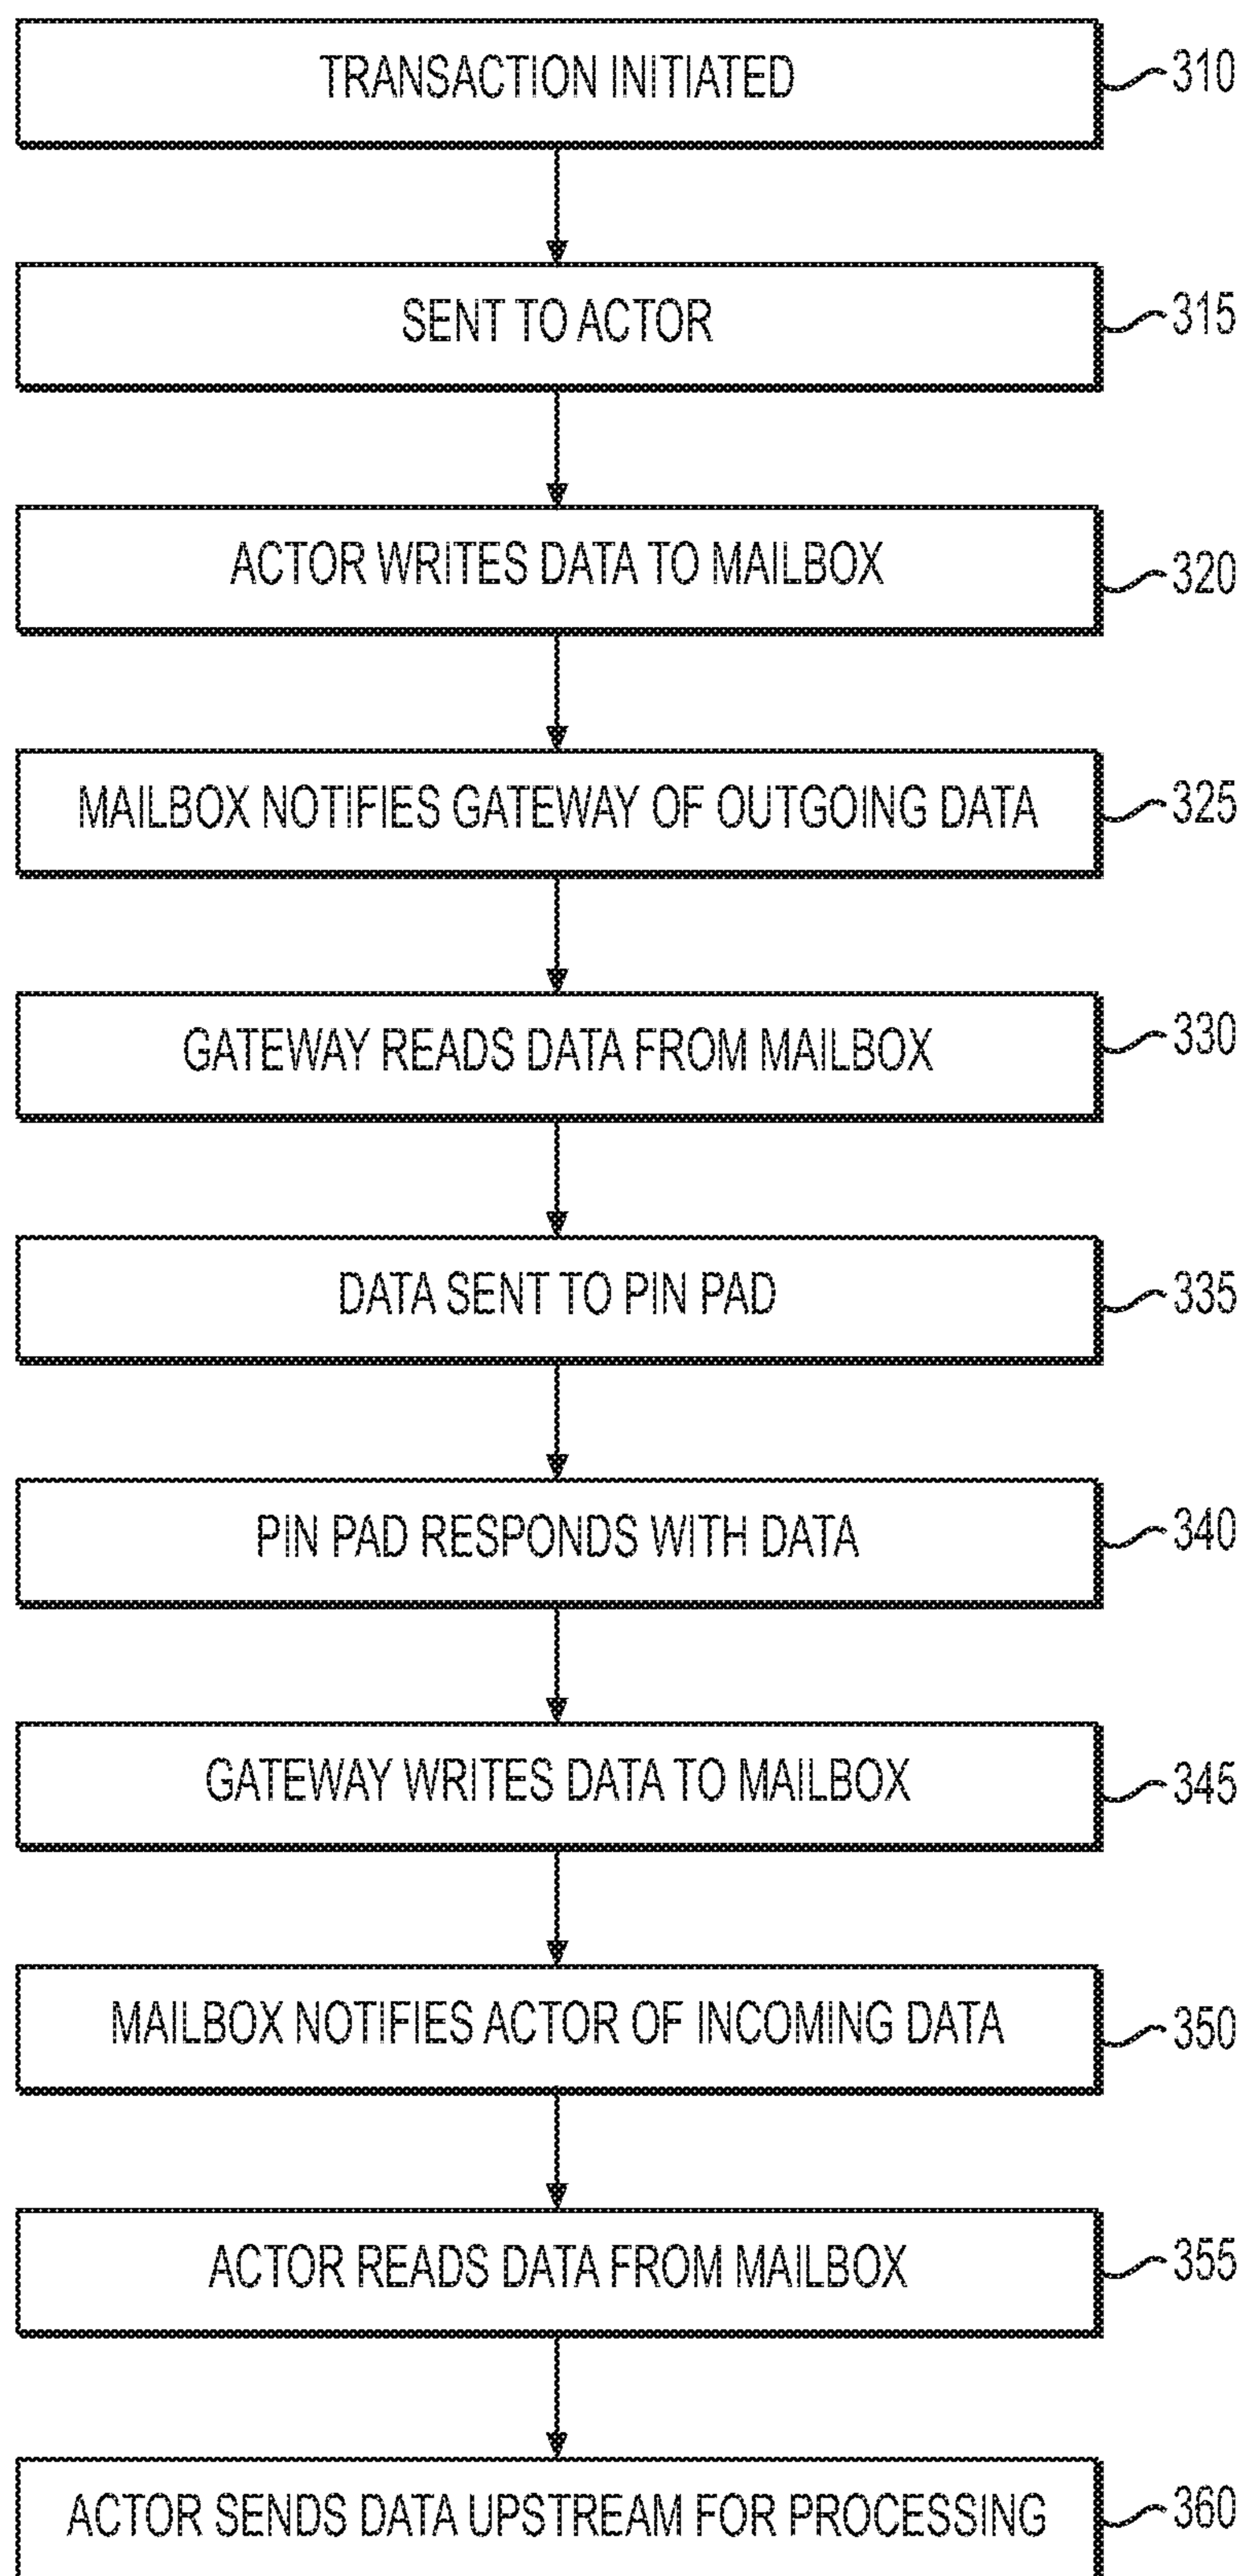 TRANSACTION INITIATED 310
SENT TO ACTOR 315
ACTOR WRITES DATA TO MAILBOX 320
MAILBOX NOTIFIES GATEWAY OF OUTGOING DATA 325
GATEWAY READS DATA FROM MAILBOX 330
DATA SENT TO PIN PAD 335
PIN PAD RESPONDS WITH DATA 340
GATEWAY WRITES DATA TO MAILBOX 345
MAILBOX NOTIFIES ACTOR OF INCOMING DATA 350
ACTOR READS DATA FROM MAILBOX 355
ACTOR SENDS DATA UPSTREAM FOR PROCESSING 360